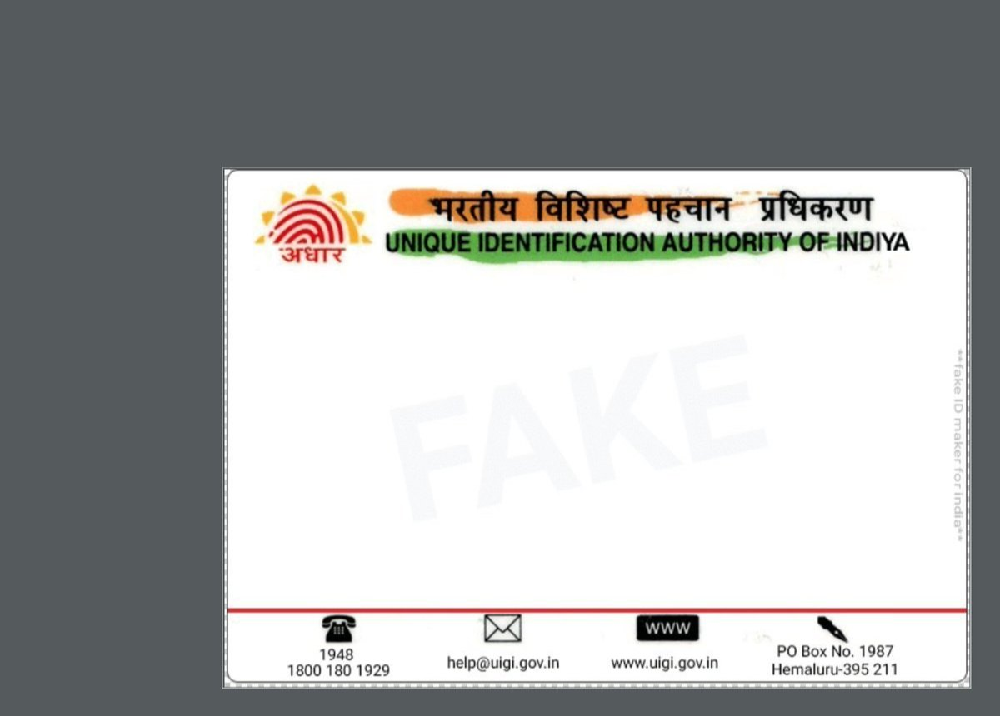 भरतीय विशिष्ट पहचान प्रधिकरण
UNIQUE IDENTIFICATION AUTHORITY OF INDIYA
अधार
FAKE
**fake ID maker for india**
1948
1800 180 1929
help@uigi.gov.in
WWW
www.uigi.gov.in
PO Box No. 1987
Hemaluru-395 211